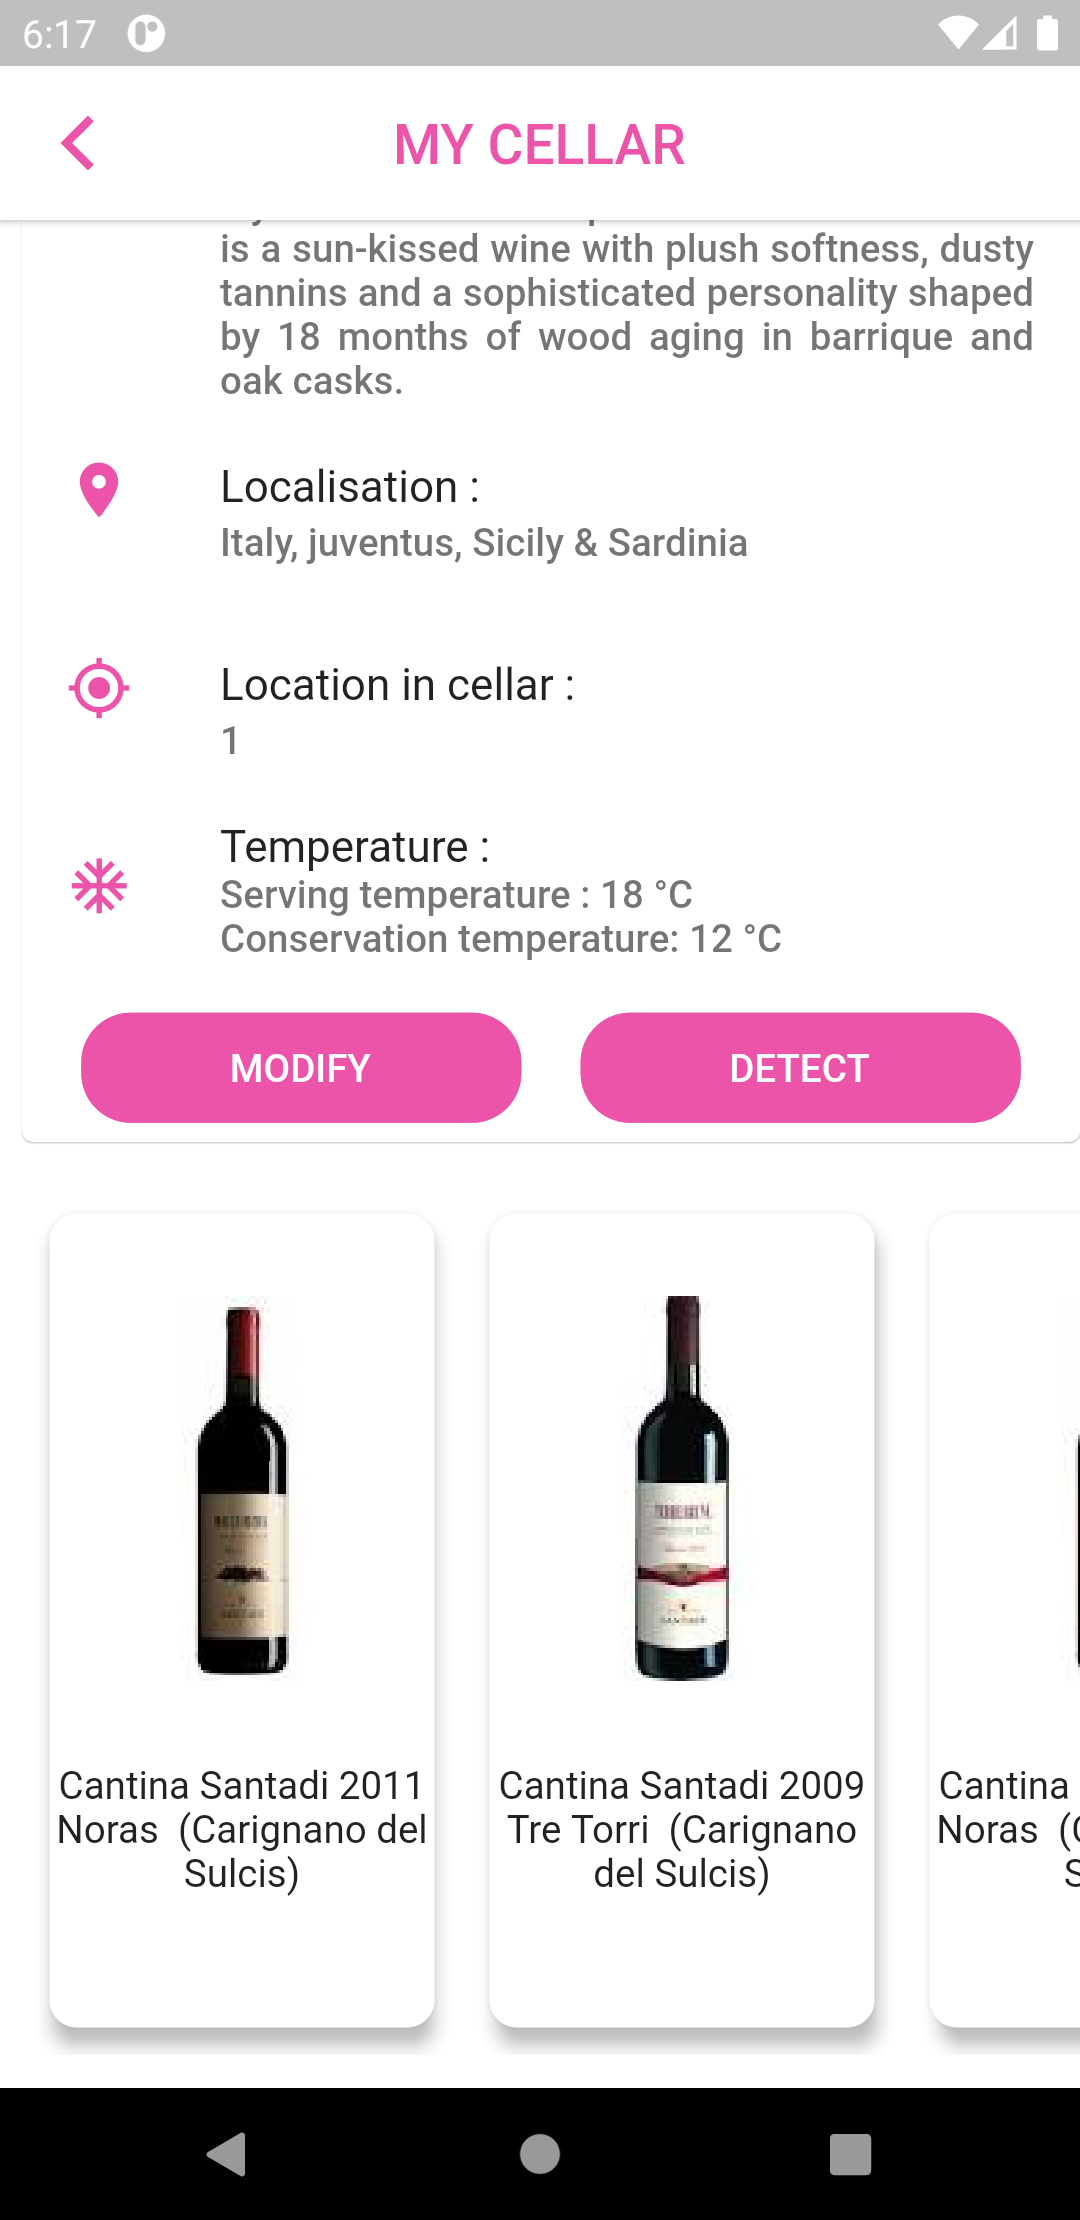 6:17
MY CELLAR
is a sun-kissed wine with plush softness, dusty
tannins and a sophisticated personality shaped
by 18 months of wood aging in barrique and
oak casks.
Localisation :
Italy, juventus, Sicily & Sardinia
Location in cellar :
1
Temperature :
Serving temperature : 18 °C
Conservation temperature: 12 °C
MODIFY
DETECT
Cantina Santadi 2011
Noras (Carignano del
Sulcis)
Cantina Santadi 2009
Tre Torri (Carignano
del Sulcis)
Cantina
Noras